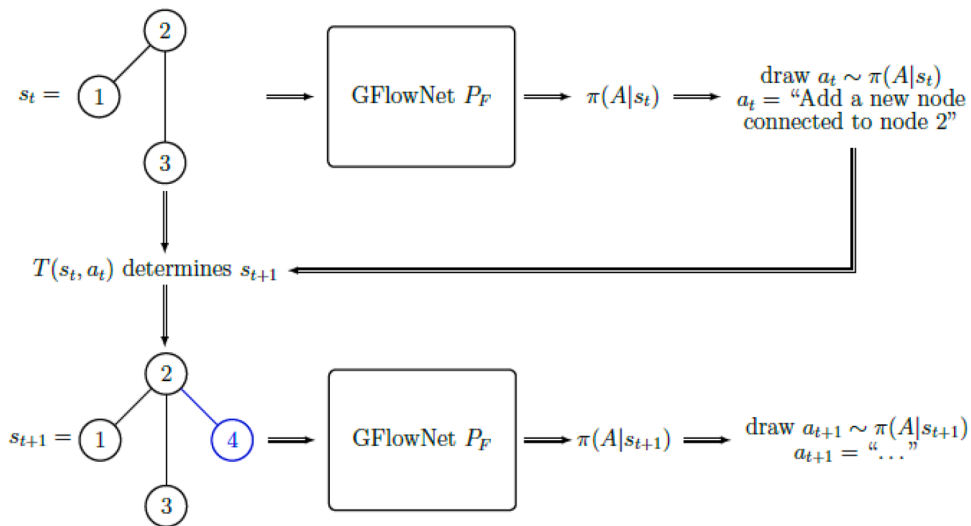 2
s_t = 1
3
GFlowNet P_F
π(A|s_t)
draw a_t ∼ π(A|s_t)
a_t = “Add a new node
connected to node 2”
T(s_t, a_t) determines s_{t+1}
2
s_{t+1} = 1
4
3
GFlowNet P_F
π(A|s_{t+1})
draw a_{t+1} ∼ π(A|s_{t+1})
a_{t+1} = “...”